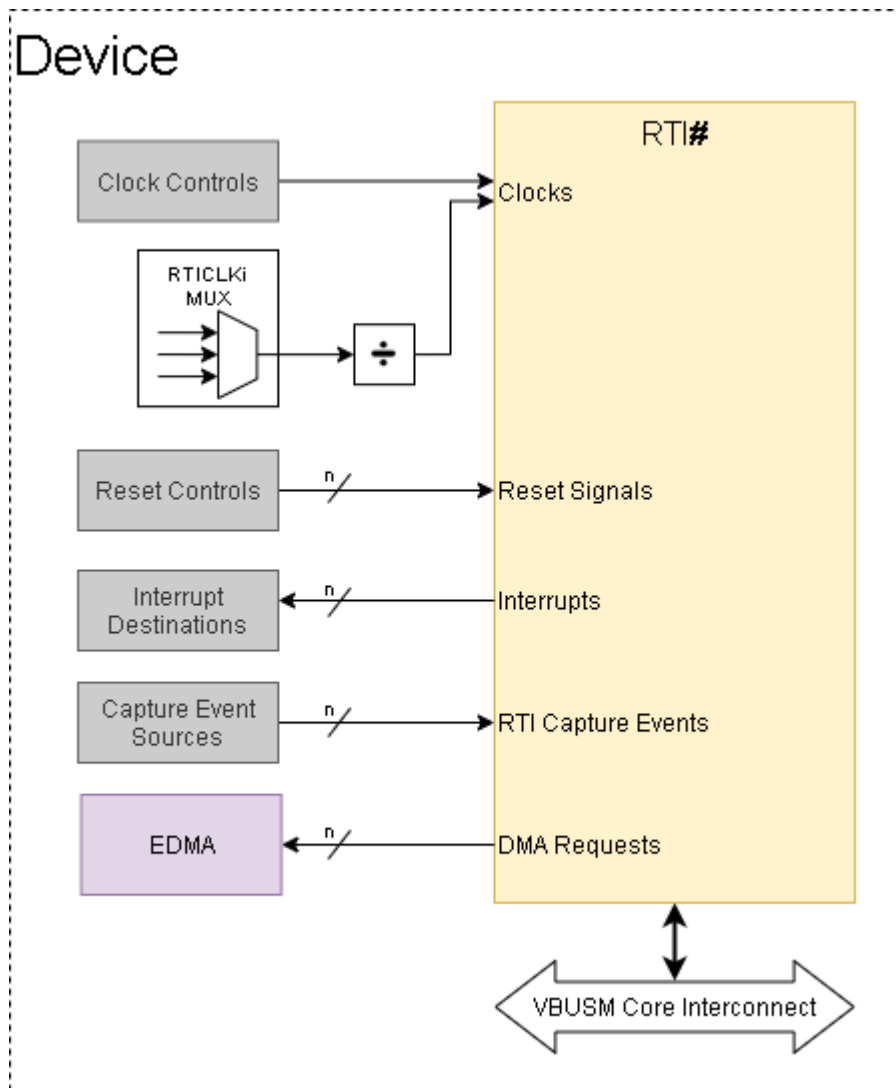 Device
RTI#
Clock Controls
Clocks
RTICLKi
MUX
÷
Reset Controls
n
Reset Signals
Interrupt
Destinations
n
Interrupts
Capture Event
Sources
n
RTI Capture Events
EDMA
n
DMA Requests
VBUSM Core Interconnect